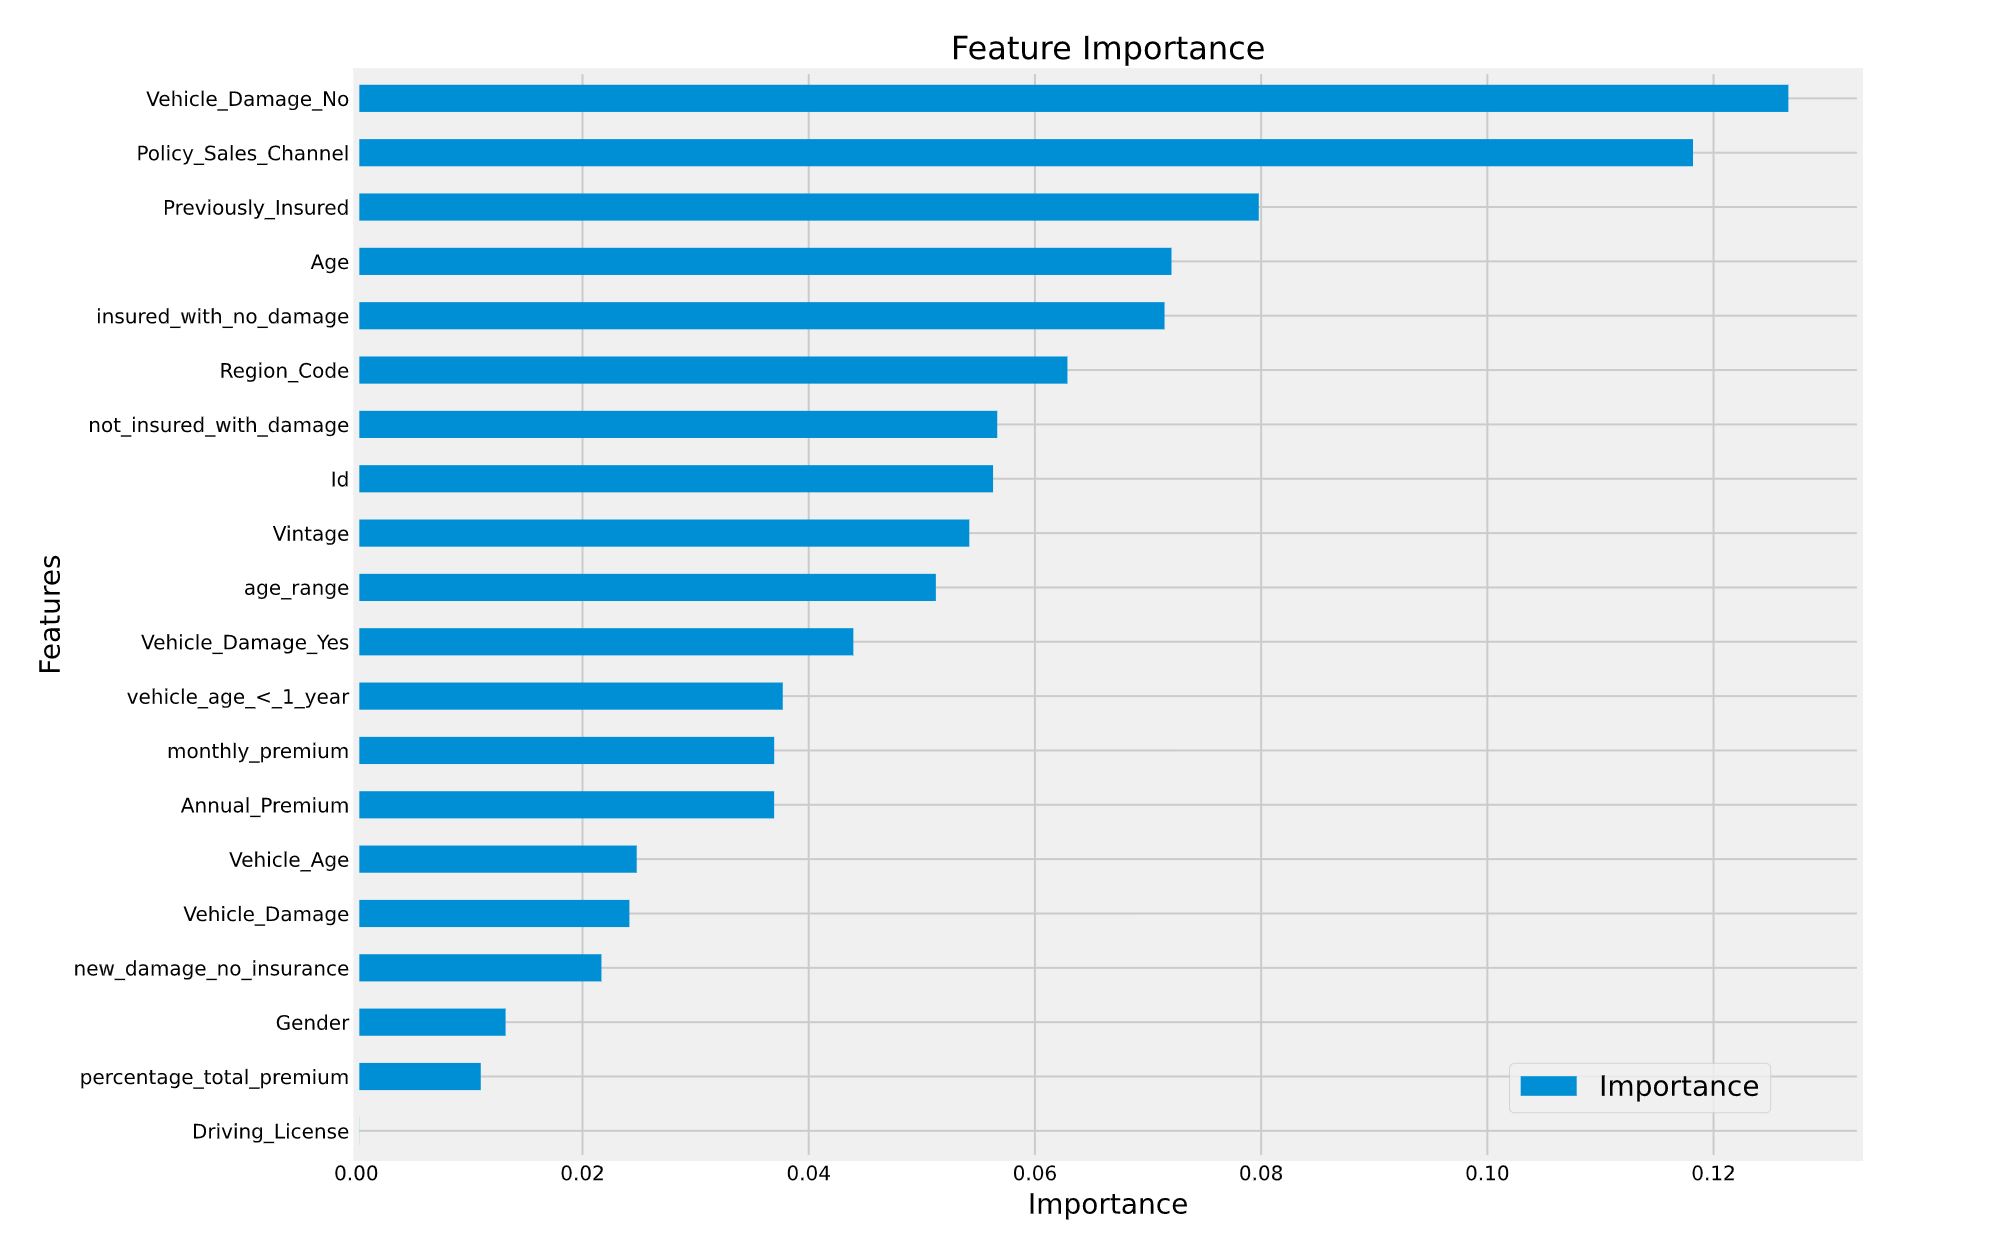 Feature Importance
Vehicle_Damage_No
Policy_Sales_Channel
Previously_Insured
Age
insured_with_no_damage
Region_Code
not_insured_with_damage
Id
Vintage
age_range
Vehicle_Damage_Yes
vehicle_age_<_1_year
monthly_premium
Annual_Premium
Vehicle_Age
Vehicle_Damage
new_damage_no_insurance
Gender
percentage_total_premium
Driving_License
Features
Importance
0.00 0.02 0.04 0.06 0.08 0.10 0.12
Importance